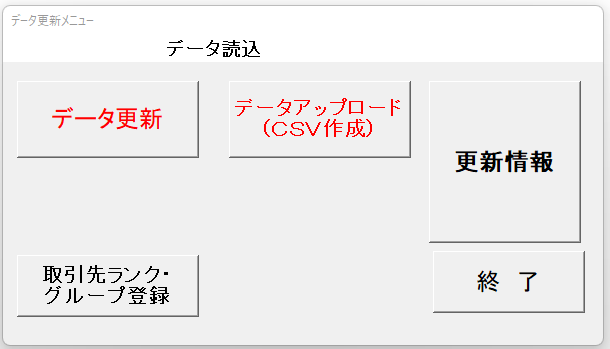 データ更新メニュー
データ読込
データ更新
データアップロード
(CSV作成)
更新情報
取引先ランク・
グループ登録
終 了